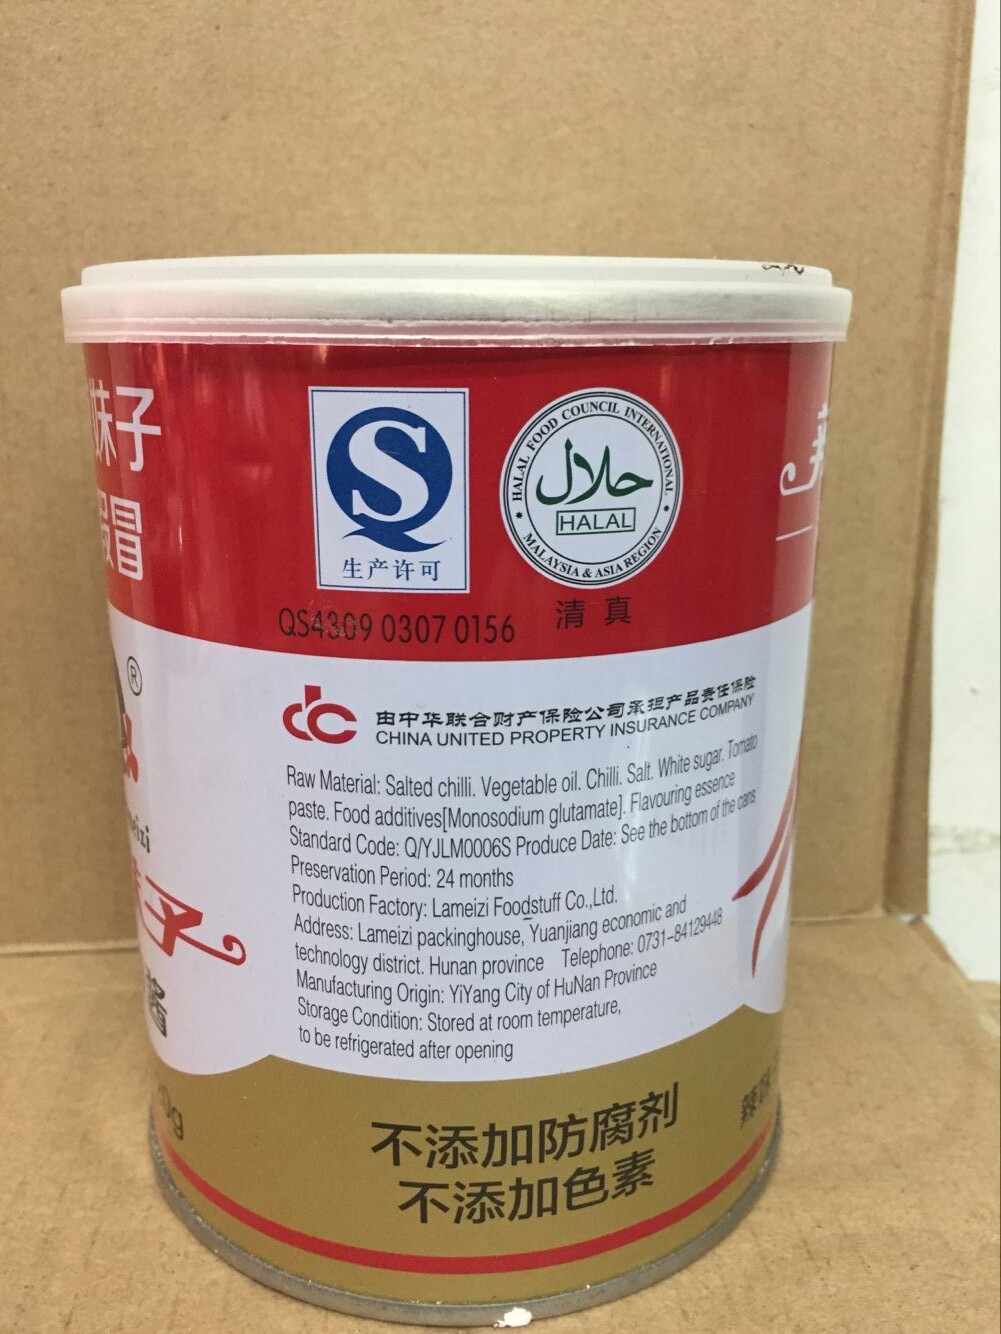 妹子
假冒
S
生产许可
QS4309 0307 0156
HALAL FOOD COUNCIL INTERNATIONAL
حلال
HALAL
MALAYSIA & ASIA REGION
清 真
®
由中华联合财产保险公司承担产品责任保险
CHINA UNITED PROPERTY INSURANCE COMPANY
Raw Material: Salted chilli. Vegetable oil. Chilli. Salt. White sugar. Tomato
paste. Food additives[Monosodium glutamate]. Flavouring essence
Standard Code: Q/YJLM0006S Produce Date: See the bottom of the cans
Preservation Period: 24 months
Production Factory: Lameizi Foodstuff Co.,Ltd.
Address: Lameizi packinghouse, Yuanjiang economic and
technology district. Hunan province Telephone: 0731-84129448
Manufacturing Origin: YiYang City of HuNan Province
Storage Condition: Stored at room temperature,
to be refrigerated after opening
子
酱
不添加防腐剂
不添加色素
辣